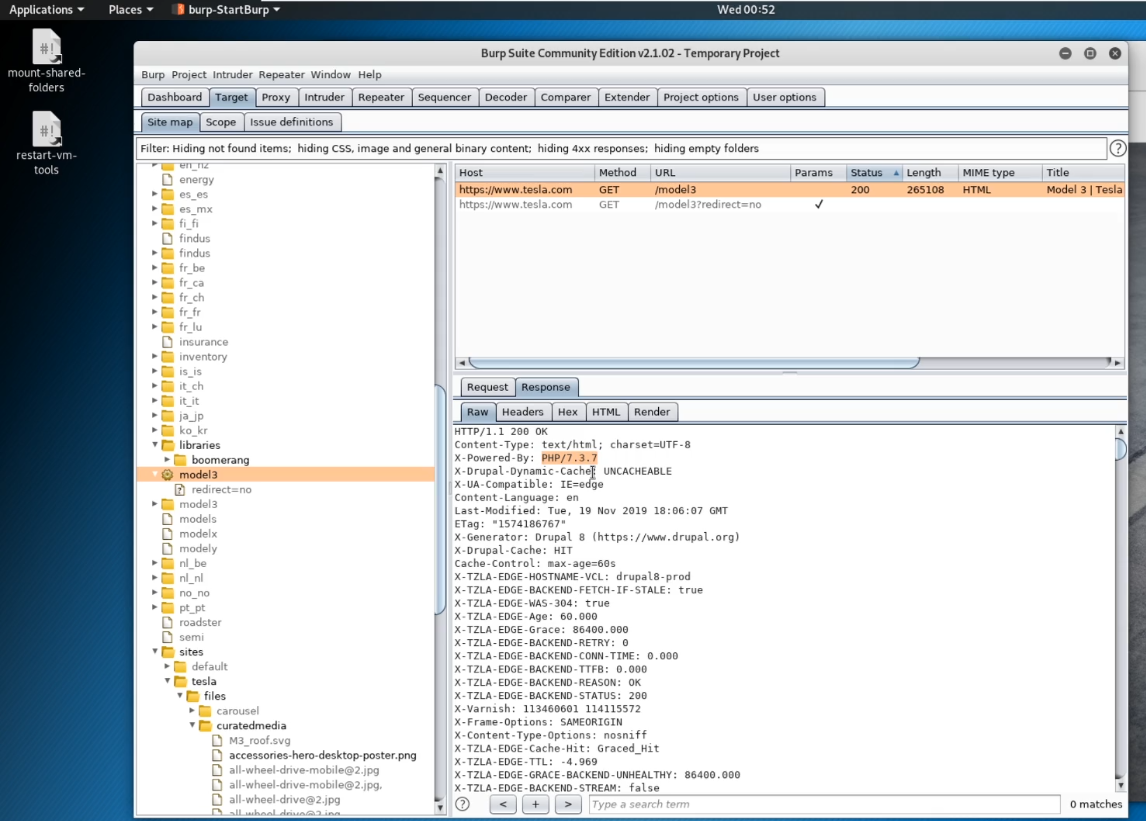 Applications Places burp-StartBurp Wed 00:52
mount-shared-folders
restart-vm-tools
Burp Suite Community Edition v2.1.02 - Temporary Project
Burp Project Intruder Repeater Window Help
Dashboard Target Proxy Intruder Repeater Sequencer Decoder Comparer Extender Project options User options
Site map Scope Issue definitions
Filter: Hiding not found items; hiding CSS, image and general binary content; hiding 4xx responses; hiding empty folders
en_nz
energy
es_es
es_mx
fi_fi
findus
findus
fr_be
fr_ca
fr_ch
fr_fr
fr_lu
insurance
inventory
is_is
it_ch
it_it
ja_jp
ko_kr
libraries
boomerang
model3
redirect=no
model3
models
modelx
modely
nl_be
nl_nl
no_no
pt_pt
roadster
semi
sites
default
tesla
files
carousel
curatedmedia
M3_roof.svg
accessories-hero-desktop-poster.png
all-wheel-drive-mobile@2.jpg
all-wheel-drive-mobile@2.jpg,
all-wheel-drive@2.jpg
Host Method URL Params Status Length MIME type Title
https://www.tesla.com GET /model3 200 265108 HTML Model 3 | Tesla
https://www.tesla.com GET /model3?redirect=no ✓
Request Response
Raw Headers Hex HTML Render
HTTP/1.1 200 OK
Content-Type: text/html; charset=UTF-8
X-Powered-By: PHP/7.3.7
X-Drupal-Dynamic-Cache: UNCACHEABLE
X-UA-Compatible: IE=edge
Content-Language: en
Last-Modified: Tue, 19 Nov 2019 18:06:07 GMT
ETag: "1574186767"
X-Generator: Drupal 8 (https://www.drupal.org)
X-Drupal-Cache: HIT
Cache-Control: max-age=60s
X-TZLA-EDGE-HOSTNAME-VCL: drupal8-prod
X-TZLA-EDGE-BACKEND-FETCH-IF-STALE: true
X-TZLA-EDGE-WAS-304: true
X-TZLA-EDGE-Age: 60.000
X-TZLA-EDGE-Grace: 86400.000
X-TZLA-EDGE-BACKEND-RETRY: 0
X-TZLA-EDGE-BACKEND-CONN-TIME: 0.000
X-TZLA-EDGE-BACKEND-TTFB: 0.000
X-TZLA-EDGE-BACKEND-REASON: OK
X-TZLA-EDGE-BACKEND-STATUS: 200
X-Varnish: 113460601 114115572
X-Frame-Options: SAMEORIGIN
X-Content-Type-Options: nosniff
X-TZLA-EDGE-Cache-Hit: Graced_Hit
X-TZLA-EDGE-TTL: -4.969
X-TZLA-EDGE-GRACE-BACKEND-UNHEALTHY: 86400.000
X-TZLA-EDGE-BACKEND-STREAM: false
? < + > Type a search term 0 matches